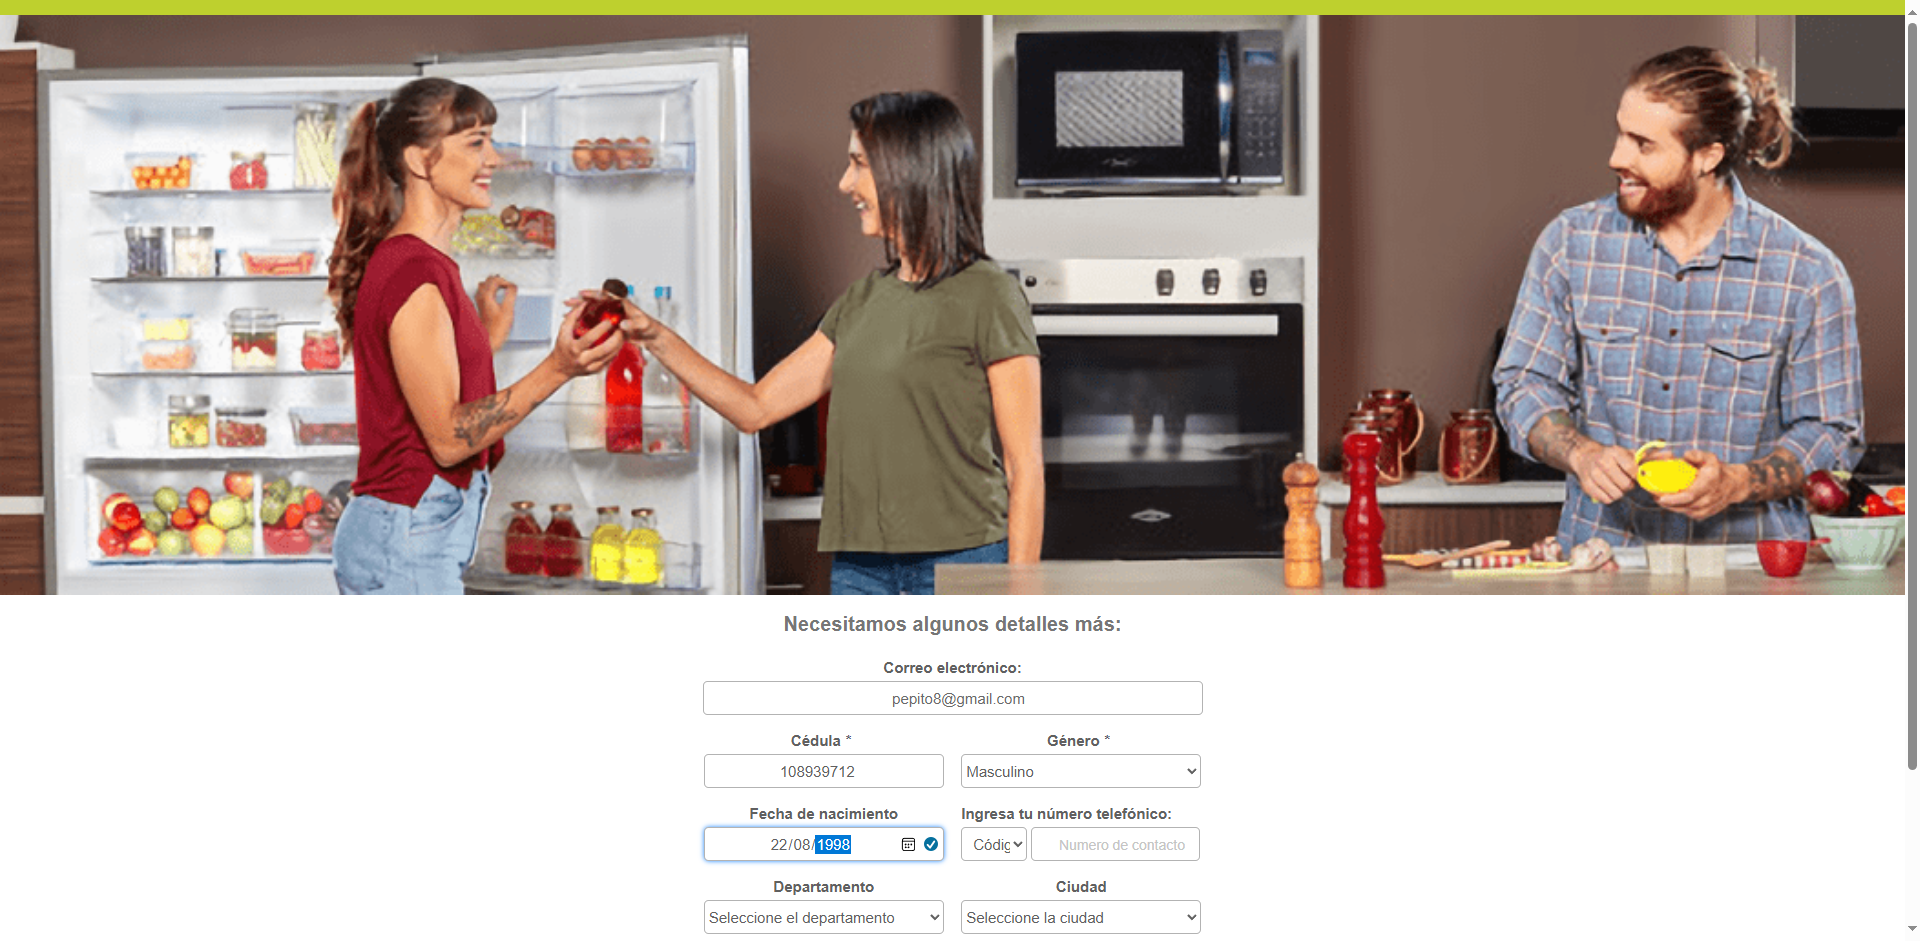 Necesitamos algunos detalles más:
Correo electrónico:
pepito8@gmail.com
Cédula * Género *
108939712 Masculino
Fecha de nacimiento Ingresa tu número telefónico:
22/08/1998 Códig Numero de contacto
Departamento Ciudad
Seleccione el departamento Seleccione la ciudad